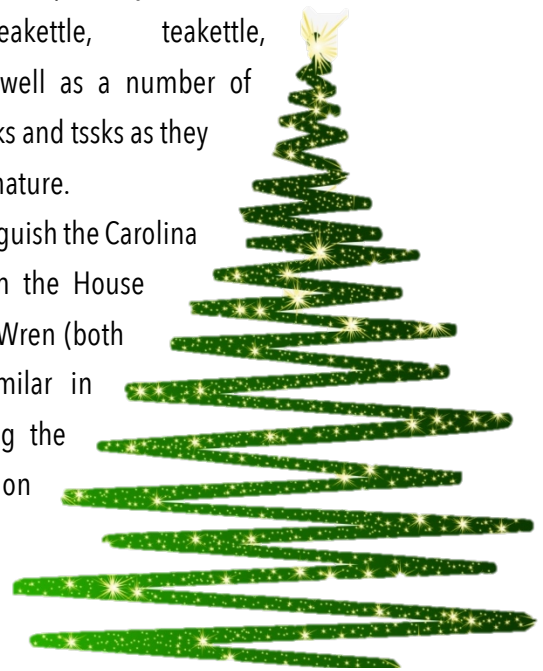 eakettle, teakettle,
well as a number of
ks and tssks as they
nature.
guish the Carolina
n the House
Wren (both
milar in
g the
on